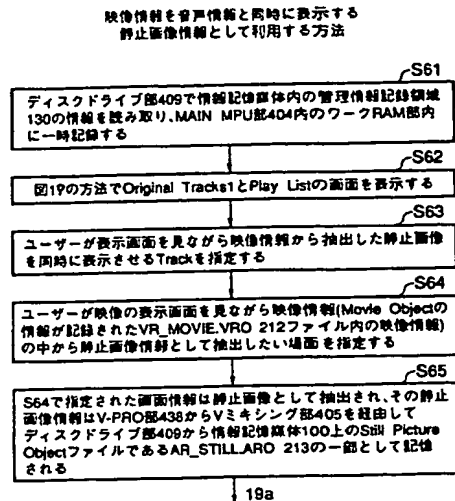 映像情報を音声情報と同時に表示する
静止画像情報として利用する方法
S61
ディスクドライブ部409で情報記憶媒体内の管理情報記録領域
130の情報を読み取り、MAIN MPU部404内のワークRAM部内
に一時記録する
S62
図19の方法でOriginal Tracks1とPlay Listの画面を表示する
S63
ユーザーが表示画面を見ながら映像情報から抽出した静止画像
を同時に表示させるTrackを指定する
S64
ユーザーが映像の表示画面を見ながら映像情報(Movie Objectの
情報が記録されたVR_MOVIE.VRO 212ファイル内の映像情報)
の中から静止画像情報として抽出したい場面を指定する
S65
S64で指定された画面情報は静止画像として抽出され、その静止
画像情報はV-PRO部438からVミキシング部405を経由して
ディスクドライブ部409から情報記憶媒体100上のStill Picture
ObjectファイルであるAR_STILL.ARO 213の一部として記憶
される
19a